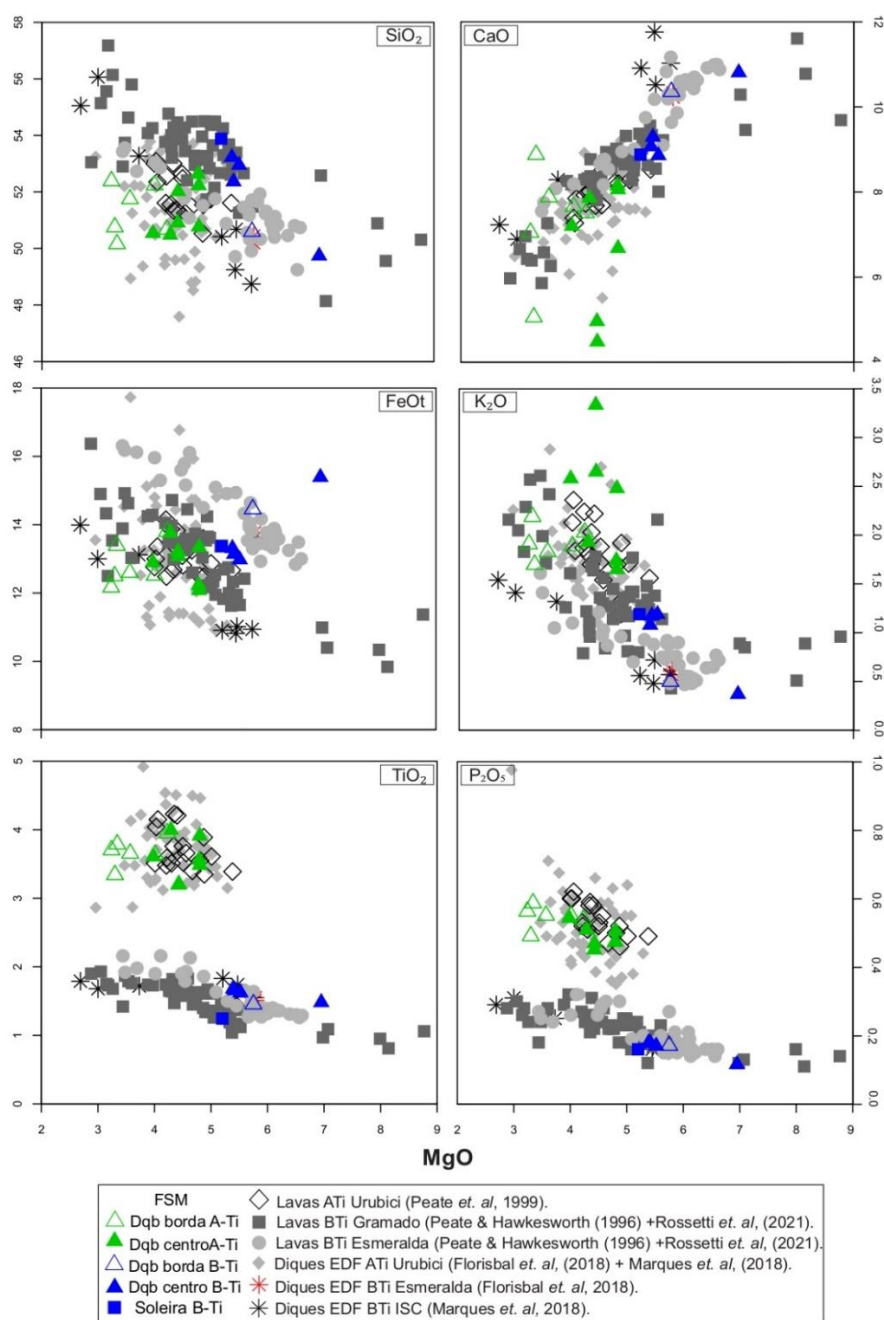 SiO₂
58
56
54
52
50
48
46
CaO
12
10
8
6
4
FeOt
18
16
14
12
10
8
K₂O
3.5
3.0
2.5
2.0
1.5
1.0
0.5
0.0
TiO₂
5
4
3
2
1
0
2 3 4 5 6 7 8 9
P₂O₅
1.0
0.8
0.6
0.4
0.2
0.0
2 3 4 5 6 7 8 9
MgO
FSM
Dqb borda A-Ti
Dqb centroA-Ti
Dqb borda B-Ti
Dqb centro B-Ti
Soleira B-Ti
Lavas ATi Urubici (Peate et. al, 1999).
Lavas BTi Gramado (Peate & Hawkesworth (1996) +Rossetti et. al, (2021).
Lavas BTi Esmeralda (Peate & Hawkesworth (1996) +Rossetti et. al, (2021).
Diques EDF ATi Urubici (Florisbal et. al, (2018) + Marques et. al, (2018).
Diques EDF BTi Esmeralda (Florisbal et. al, 2018).
Diques EDF BTi ISC (Marques et. al, 2018).